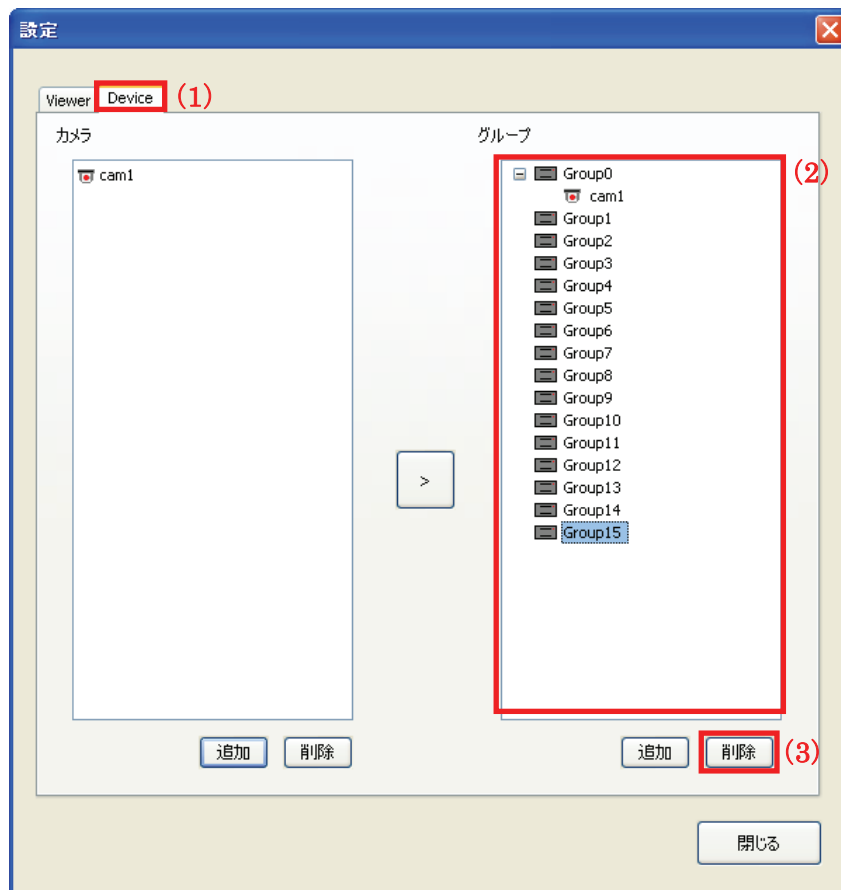 設定
Viewer Device (1)
カメラ
グループ
cam1
Group0 (2)
cam1
Group1
Group2
Group3
Group4
Group5
Group6
Group7
Group8
Group9
Group10
Group11
Group12
Group13
Group14
Group15
>
追加 削除
追加 削除 (3)
閉じる